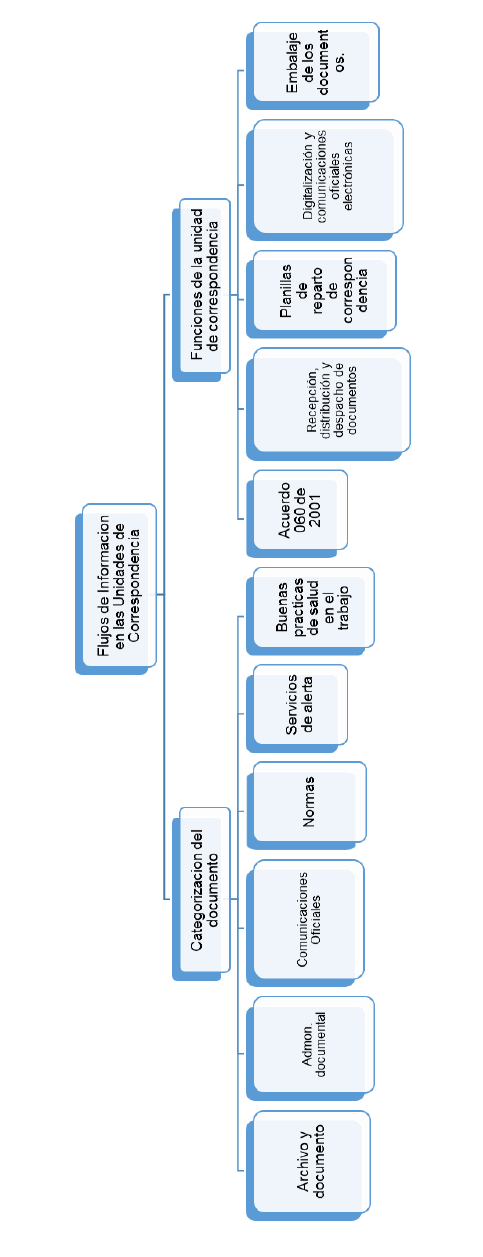 Flujos de Informacion
en las Unidades de
Correspondencia
Categorizacion del
documento
Archivo y
documento
Admon.
documental
Comunicaciones
Oficiales
Normas
Servicios
de alerta
Buenas
practicas
de salud
en el
trabajo
Funciones de la unidad
de correspondencia
Acuerdo
060 de
2001
Recepción,
distribución y
despacho de
documentos
Planillas
de
reparto
de
correspon
dencia
Digitalización y
comunicaciones
oficiales
electrónicas
Embalaje
de los
document
os.